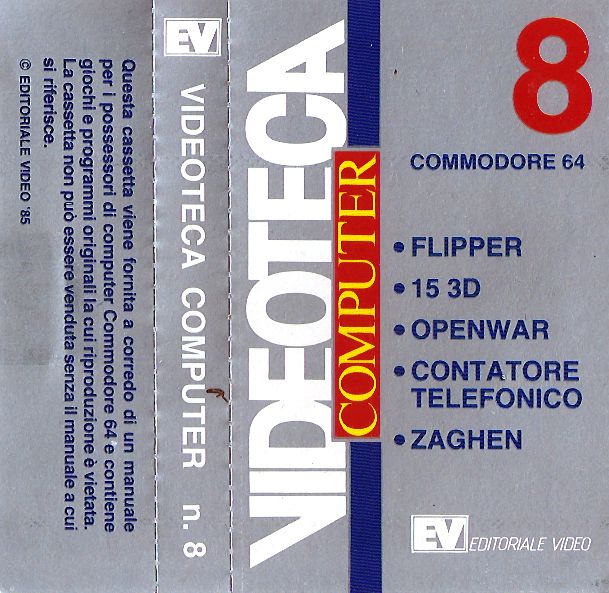 8
COMMODORE 64
VIDEOTECA
COMPUTER
• FLIPPER
• 15 3D
• OPENWAR
• CONTATORE
TELEFONICO
• ZAGHEN
EV EDITORIALE VIDEO
EV VIDEOTECA COMPUTER n. 8
Questa cassetta viene fornita a corredo di un manuale
per i possessori di computer Commodore 64 e contiene
giochi e programmi originali la cui riproduzione è vietata.
La cassetta non può essere venduta senza il manuale a cui
si riferisce.
© EDITORIALE VIDEO '85